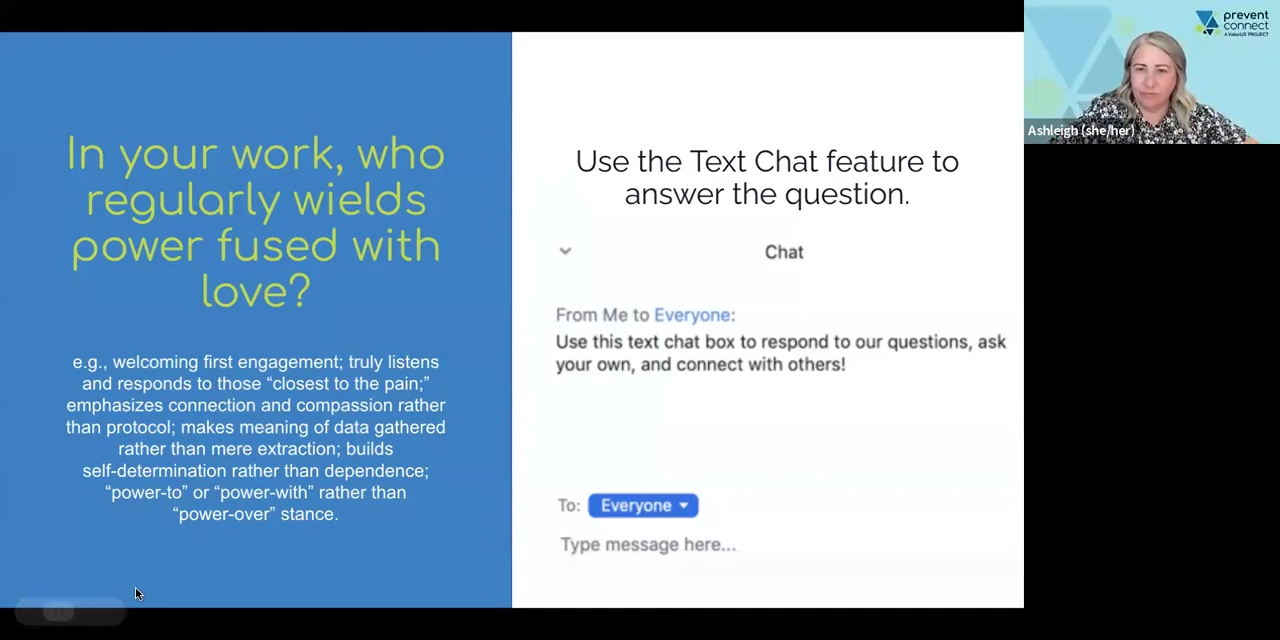 In your work, who
regularly wields
power fused with
love?
e.g., welcoming first engagement; truly listens
and responds to those “closest to the pain;”
emphasizes connection and compassion rather
than protocol; makes meaning of data gathered
rather than mere extraction; builds
self-determination rather than dependence;
“power-to” or “power-with” rather than
“power-over” stance.
Use the Text Chat feature to
answer the question.
Chat
From Me to Everyone:
Use this text chat box to respond to our questions, ask
your own, and connect with others!
To: Everyone
Type message here...
prevent
connect
A ValorUS PROJECT
Ashleigh (she/her)